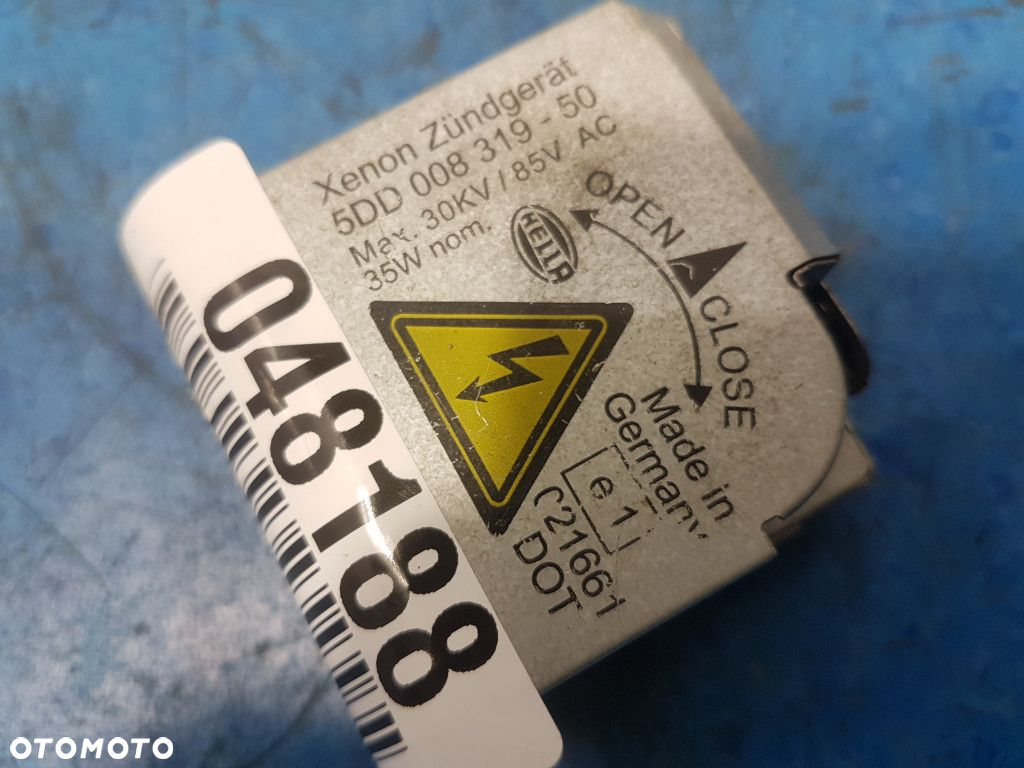 Xenon Zündgerät
5DD 008 319 - 50
Max. 30KV / 85V AC
35W nom.
HELLA
OPEN
CLOSE
Made in
Germany
e 1
021661
DOT
048188
OTOMOTO